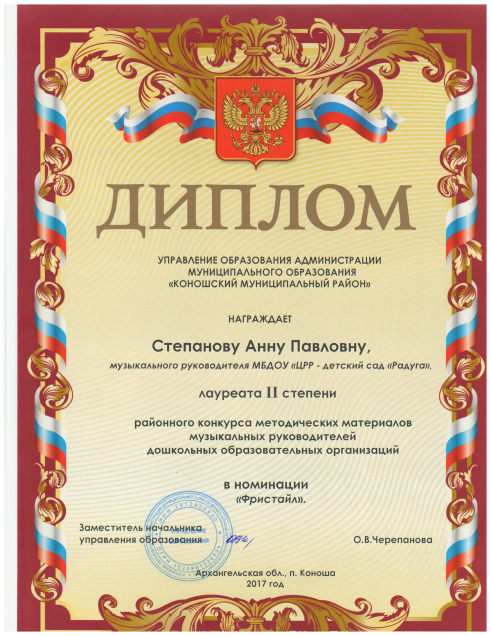 ДИПЛОМ
УПРАВЛЕНИЕ ОБРАЗОВАНИЯ АДМИНИСТРАЦИИ
МУНИЦИПАЛЬНОГО ОБРАЗОВАНИЯ
«КОНОШСКИЙ МУНИЦИПАЛЬНЫЙ РАЙОН»
НАГРАЖДАЕТ
Степанову Анну Павловну,
музыкального руководителя МБДОУ «ЦРР - детский сад «Радуга»,
лауреата II степени
районного конкурса методических материалов
музыкальных руководителей
дошкольных образовательных организаций
в номинации
«Фристайл».
Заместитель начальника
управления образования О.В.Черепанова
Архангельская обл., п. Коноша
2017 год